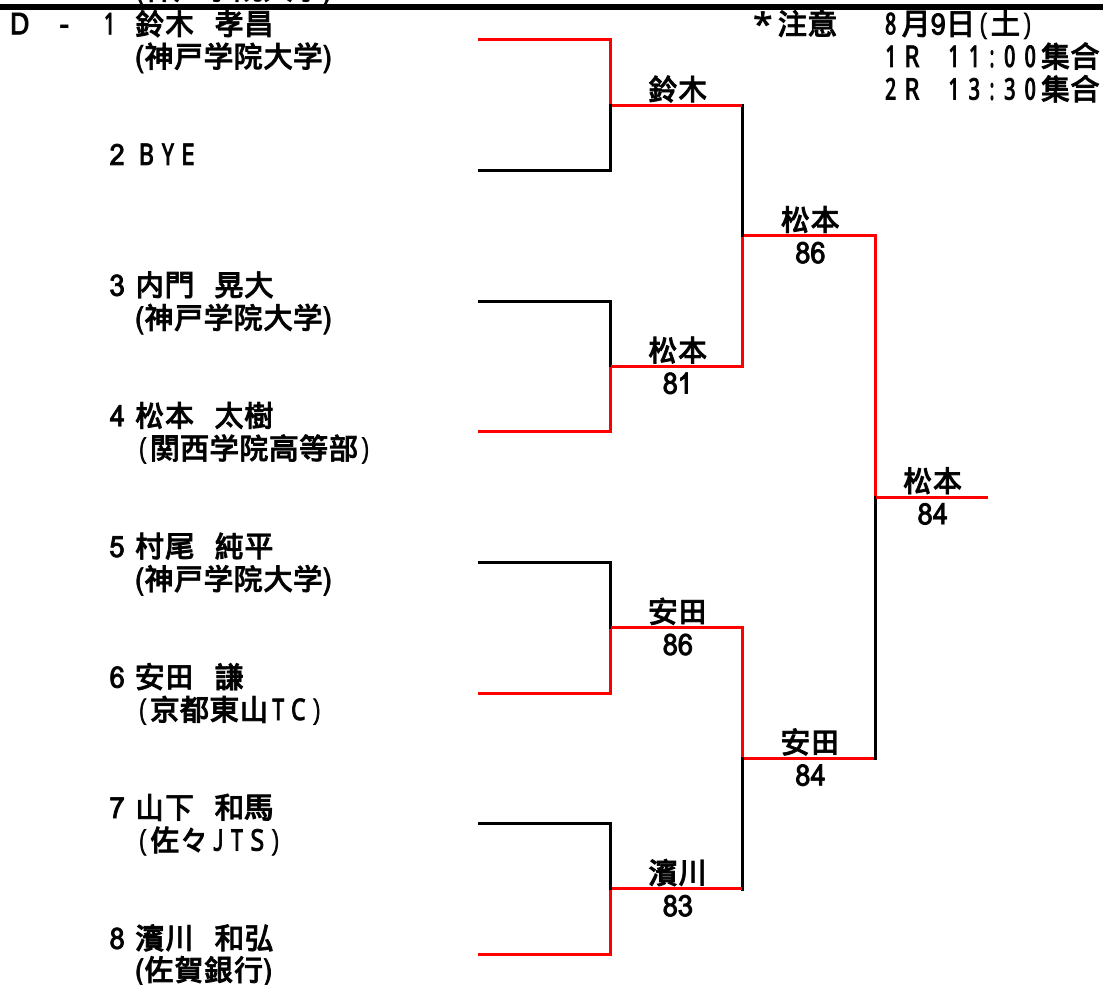 D - 1 鈴木 孝昌
(神戸学院大学)
*注意 8月9日(土)
1R 11:00集合
2R 13:30集合
鈴木
2 BYE
松本
86
3 内門 晃大
(神戸学院大学)
松本
81
4 松本 太樹
(関西学院高等部)
松本
84
5 村尾 純平
(神戸学院大学)
安田
86
6 安田 謙
(京都東山TC)
安田
84
7 山下 和馬
(佐々JTS)
濱川
83
8 濱川 和弘
(佐賀銀行)